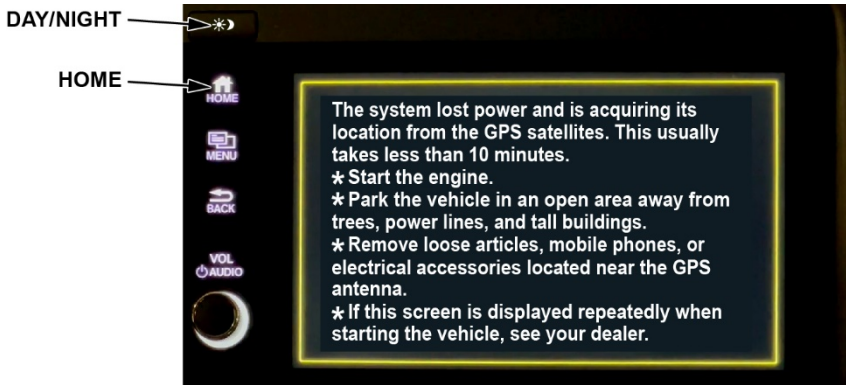 DAY/NIGHT
HOME
HOME
MENU
BACK
VOL
AUDIO
The system lost power and is acquiring its
location from the GPS satellites. This usually
takes less than 10 minutes.
* Start the engine.
* Park the vehicle in an open area away from
trees, power lines, and tall buildings.
* Remove loose articles, mobile phones, or
electrical accessories located near the GPS
antenna.
* If this screen is displayed repeatedly when
starting the vehicle, see your dealer.